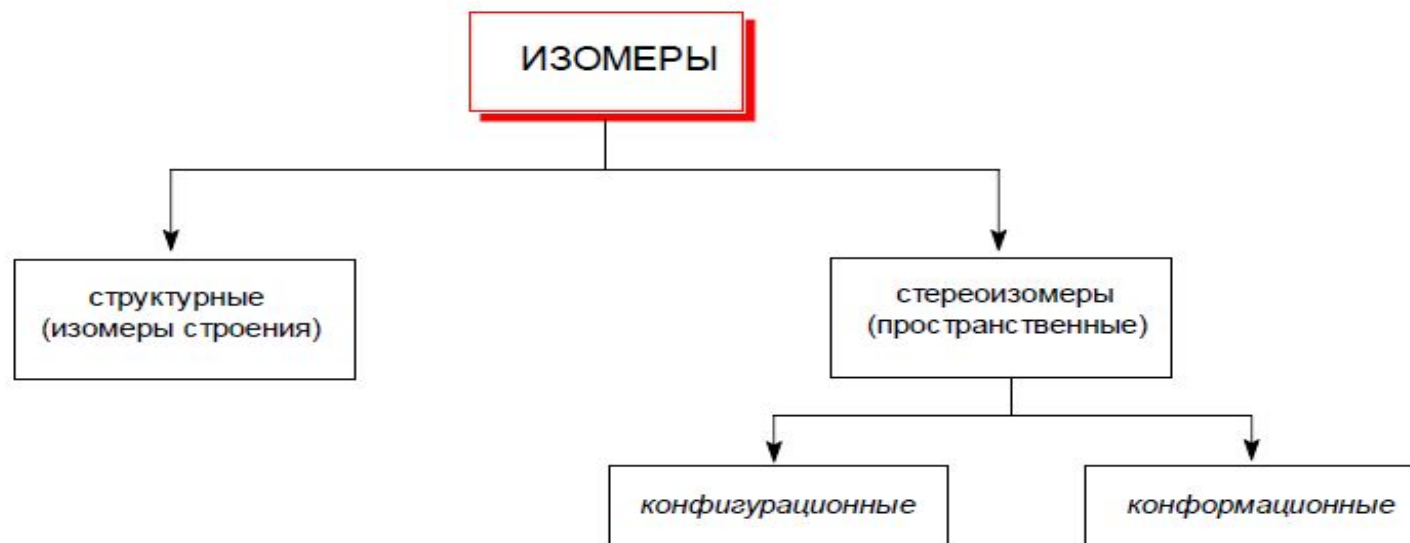 ИЗОМЕРЫ
структурные
(изомеры строения)
стереоизомеры
(пространственные)
конфигурационные
конформационные